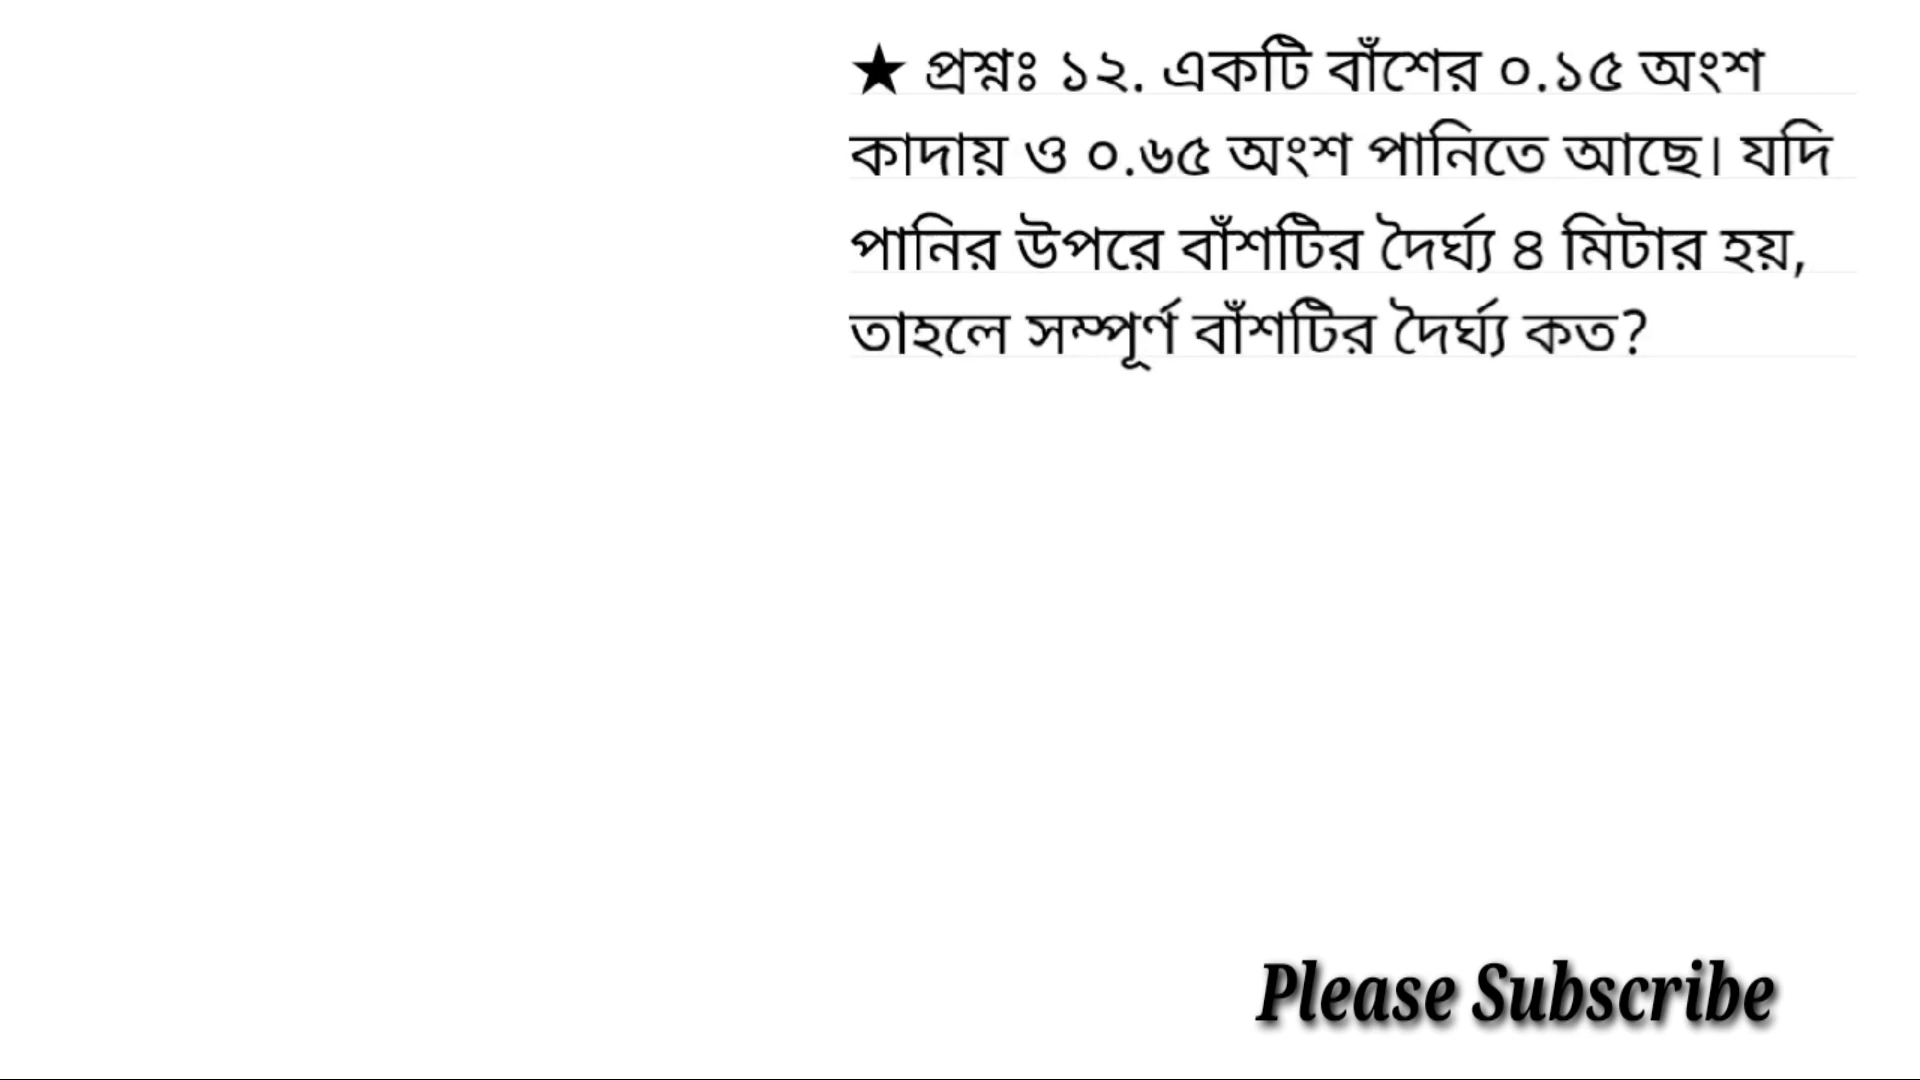 ★ প্রশ্নঃ ১২. একটি বাঁশের ০.১৫ অংশ
কাদায় ও ০.৬৫ অংশ পানিতে আছে। যদি
পানির উপরে বাঁশটির দৈর্ঘ্য ৪ মিটার হয়,
তাহলে সম্পূর্ণ বাঁশটির দৈর্ঘ্য কত?
Please Subscribe